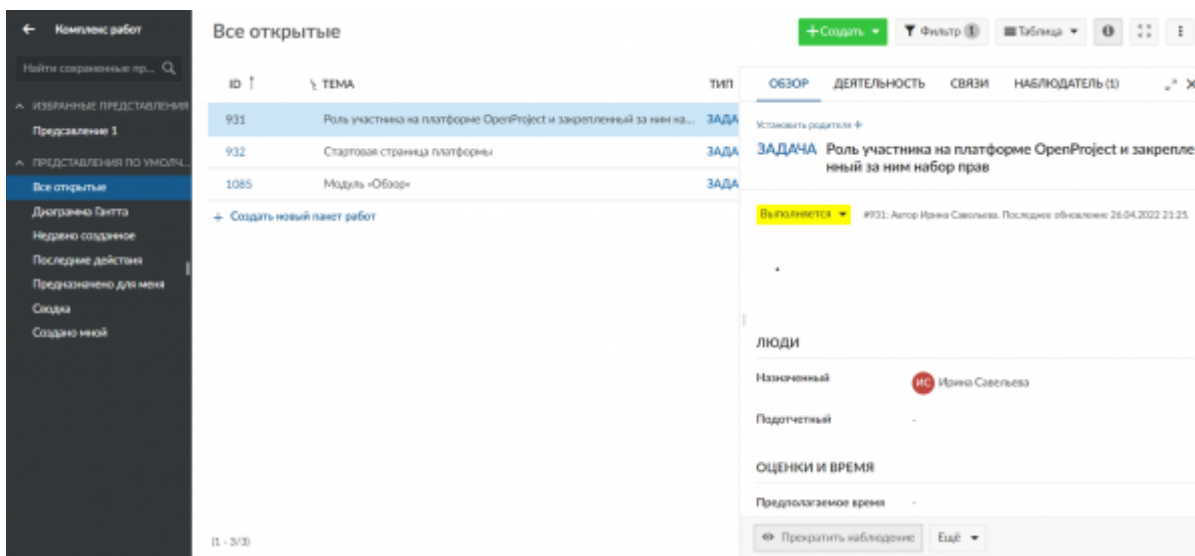 Комплекс работ
Найти сохраненные пр...
ИЗБРАННЫЕ ПРЕДСТАВЛЕНИЯ
Предсавление 1
ПРЕДСТАВЛЕНИЯ ПО УМОЛЧ...
Все открытые
Диаграмма Гантта
Недавно созданное
Последние действия
Предназначено для меня
Сводка
Создано мной
Все открытые
+ Создать
Фильтр 1
Таблица
ID ТЕМА ТИП
931 Роль участника на платформе OpenProject и закрепленный за ним на... ЗАДА
932 Стартовая страница платформы ЗАДА
1085 Модуль «Обзор» ЗАДА
+ Создать новый пакет работ
(1 - 3/3)
ОБЗОР ДЕЯТЕЛЬНОСТЬ СВЯЗИ НАБЛЮДАТЕЛЬ (1)
Установить родителя +
ЗАДАЧА Роль участника на платформе OpenProject и закрепле
нный за ним набор прав
Выполняется #931: Автор Ирина Савельева. Последнее обновление 26.04.2022 21:25.
ЛЮДИ
Назначенный ИС Ирина Савельева
Подотчетный -
ОЦЕНКИ И ВРЕМЯ
Предполагаемое время -
Прекратить наблюдение Ещё